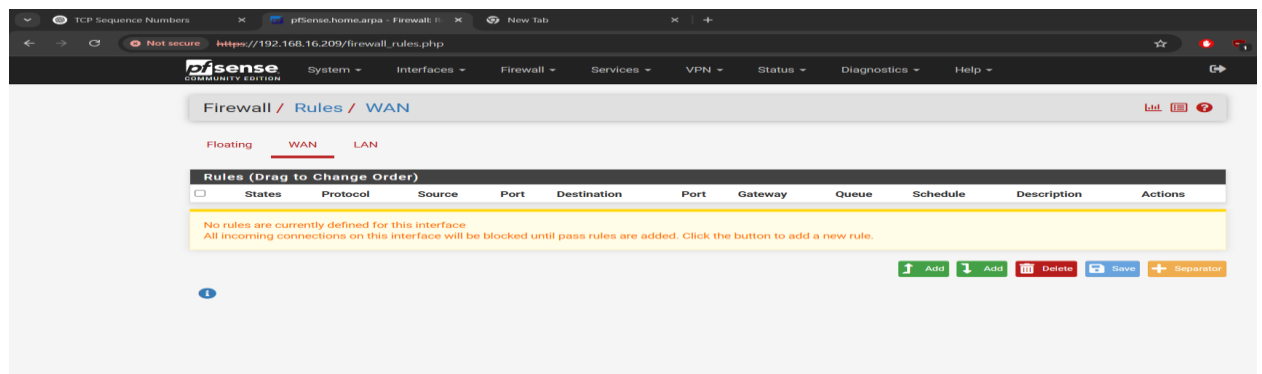 TCP Sequence Numbers
pfSense.home.arpa - Firewall: R
New Tab
Not secure https://192.168.16.209/firewall_rules.php
pfsense COMMUNITY EDITION System Interfaces Firewall Services VPN Status Diagnostics Help
Firewall / Rules / WAN
Floating WAN LAN
Rules (Drag to Change Order)
States Protocol Source Port Destination Port Gateway Queue Schedule Description Actions
No rules are currently defined for this interface
All incoming connections on this interface will be blocked until pass rules are added. Click the button to add a new rule.
Add Add Delete Save Separator